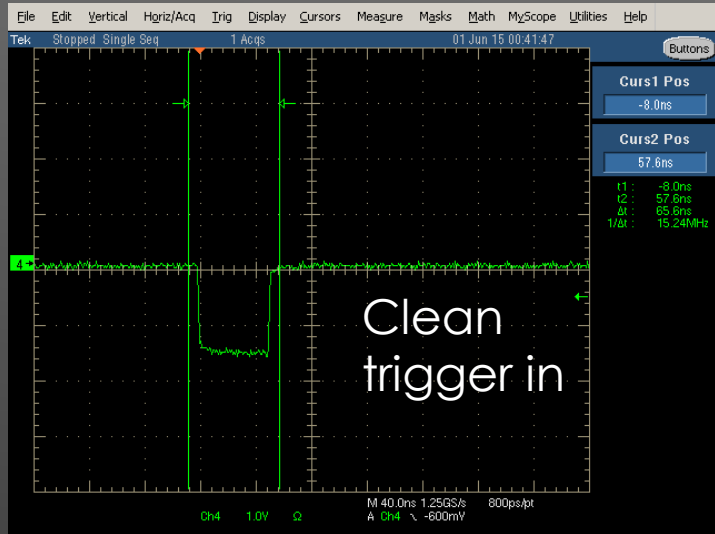 File Edit Vertical Horiz/Acq Trig Display Cursors Measure Masks Math MyScope Utilities Help
Tek Stopped Single Seq 1 Acqs 01 Jun 15 00:41:47 Buttons
Curs1 Pos
-8.0ns
Curs2 Pos
57.6ns
t1 : -8.0ns
t2 : 57.6ns
Δt : 65.6ns
1/Δt : 15.24MHz
4
Clean
trigger in
M 40.0ns 1.25GS/s 800ps/pt
Ch4 1.0V Ω A Ch4 -600mV